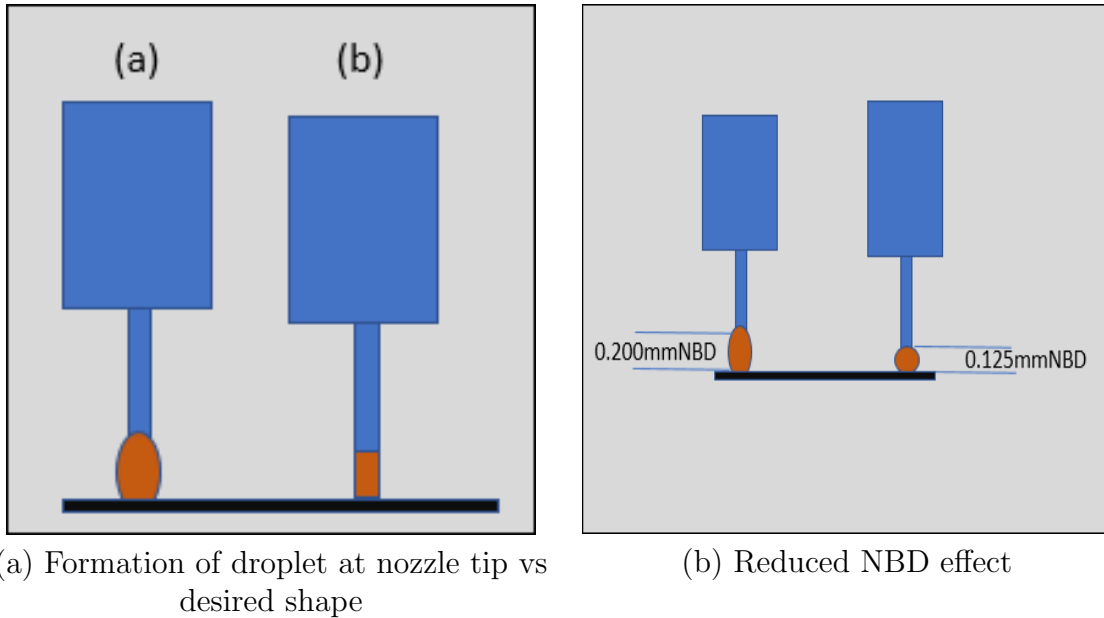 (a)
(b)
0.200mmNBD
0.125mmNBD
(a) Formation of droplet at nozzle tip vs
desired shape
(b) Reduced NBD effect